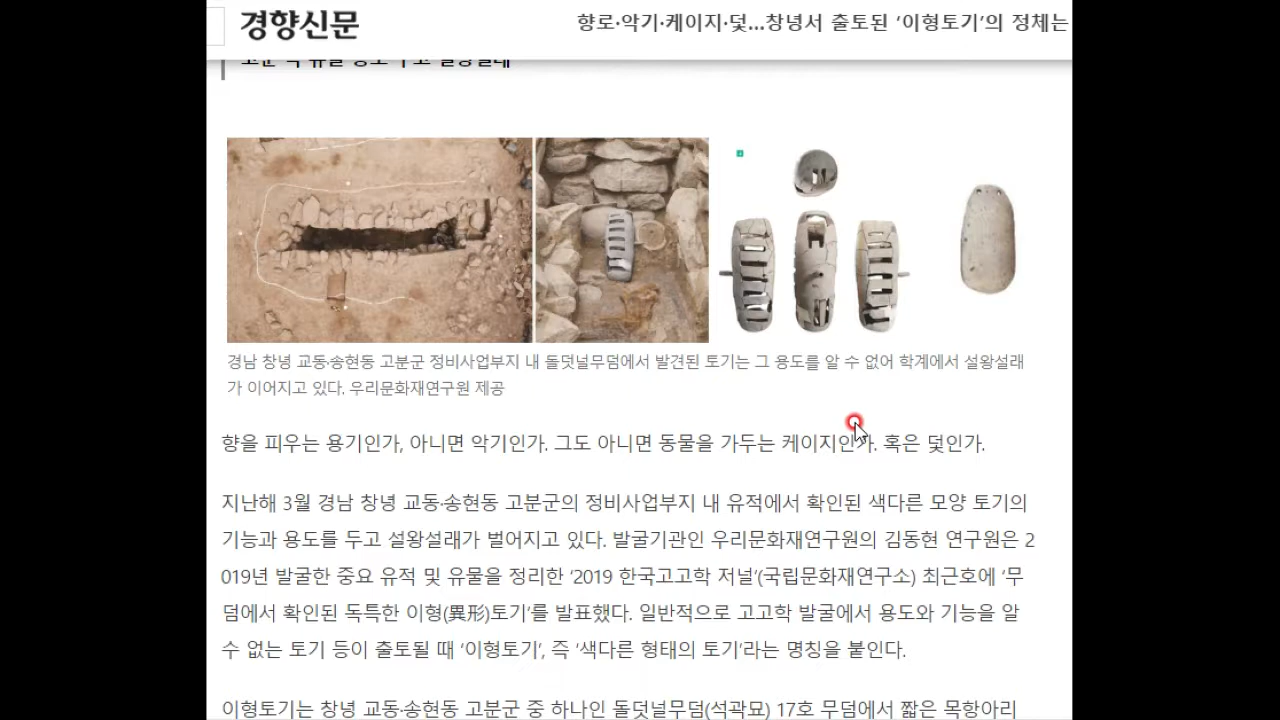 경향신문
향로·악기·케이지·덫...창녕서 출토된 ‘이형토기’의 정체는
경남 창녕 교동·송현동 고분군 정비사업부지 내 돌덧널무덤에서 발견된 토기는 그 용도를 알 수 없어 학계에서 설왕설래
가 이어지고 있다. 우리문화재연구원 제공
향을 피우는 용기인가, 아니면 악기인가. 그도 아니면 동물을 가두는 케이지인가. 혹은 덫인가.
지난해 3월 경남 창녕 교동·송현동 고분군의 정비사업부지 내 유적에서 확인된 색다른 모양 토기의
기능과 용도를 두고 설왕설래가 벌어지고 있다. 발굴기관인 우리문화재연구원의 김동현 연구원은 2
019년 발굴한 중요 유적 및 유물을 정리한 ‘2019 한국고고학 저널’(국립문화재연구소) 최근호에 ‘무
덤에서 확인된 독특한 이형(異形)토기’를 발표했다. 일반적으로 고고학 발굴에서 용도와 기능을 알
수 없는 토기 등이 출토될 때 ‘이형토기’, 즉 ‘색다른 형태의 토기’라는 명칭을 붙인다.
이형토기는 창녕 교동·송현동 고분군 중 하나인 돌덧널무덤(석곽묘) 17호 무덤에서 짧은 목항아리